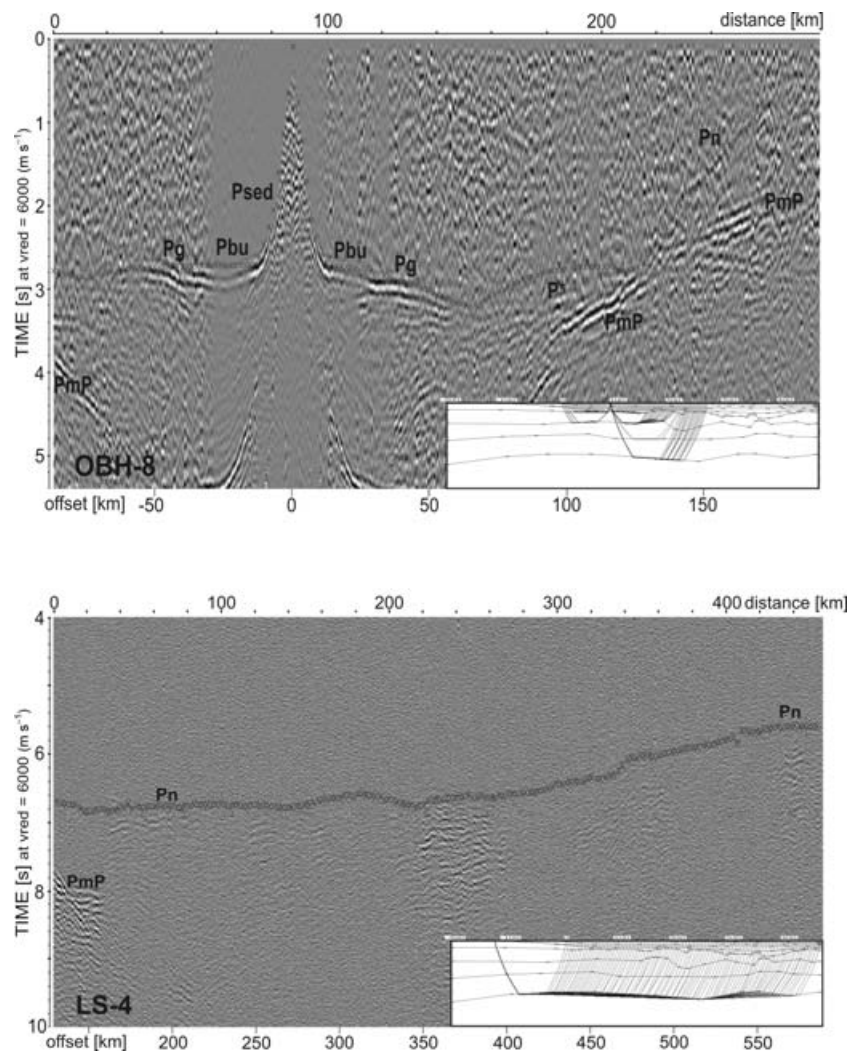 0 100 200 distance [km]
0
1
Pn
2
Psed
PmP
Pg Pbu Pbu Pg
3
PmP
4
PmP
5
OBH-8
TIME [s] at vred = 6000 (m s⁻¹)
offset [km] -50 0 50 100 150
0 100 200 300 400 distance [km]
4
Pn
6
Pn
PmP
8
LS-4
10
TIME [s] at vred = 6000 (m s⁻¹)
offset [km] 200 250 300 350 400 450 500 550